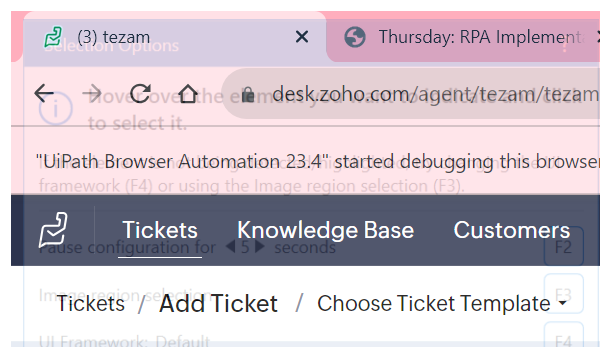 (3) tezam
Thursday: RPA Implement
Selection Options
desk.zoho.com/agent/tezam/tezam
Hover over the element you want to indicate and click
to select it.
"UiPath Browser Automation 23.4" started debugging this browser
framework (F4) or using the Image region selection (F3).
Tickets Knowledge Base Customers
Pause configuration for 5 seconds F2
Tickets / Add Ticket / Choose Ticket Template
Image region selection F3
UI Framework: Default F4